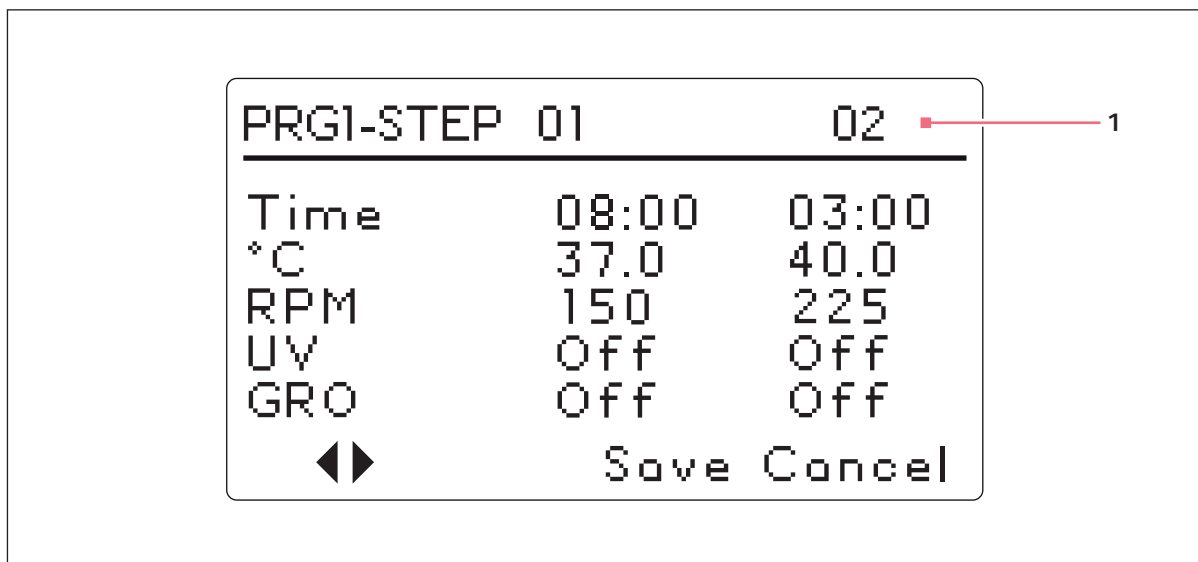 PRG1-STEP 01 02
1
Time 08:00 03:00
°C 37.0 40.0
RPM 150 225
UV Off Off
GRO Off Off
Save Cancel